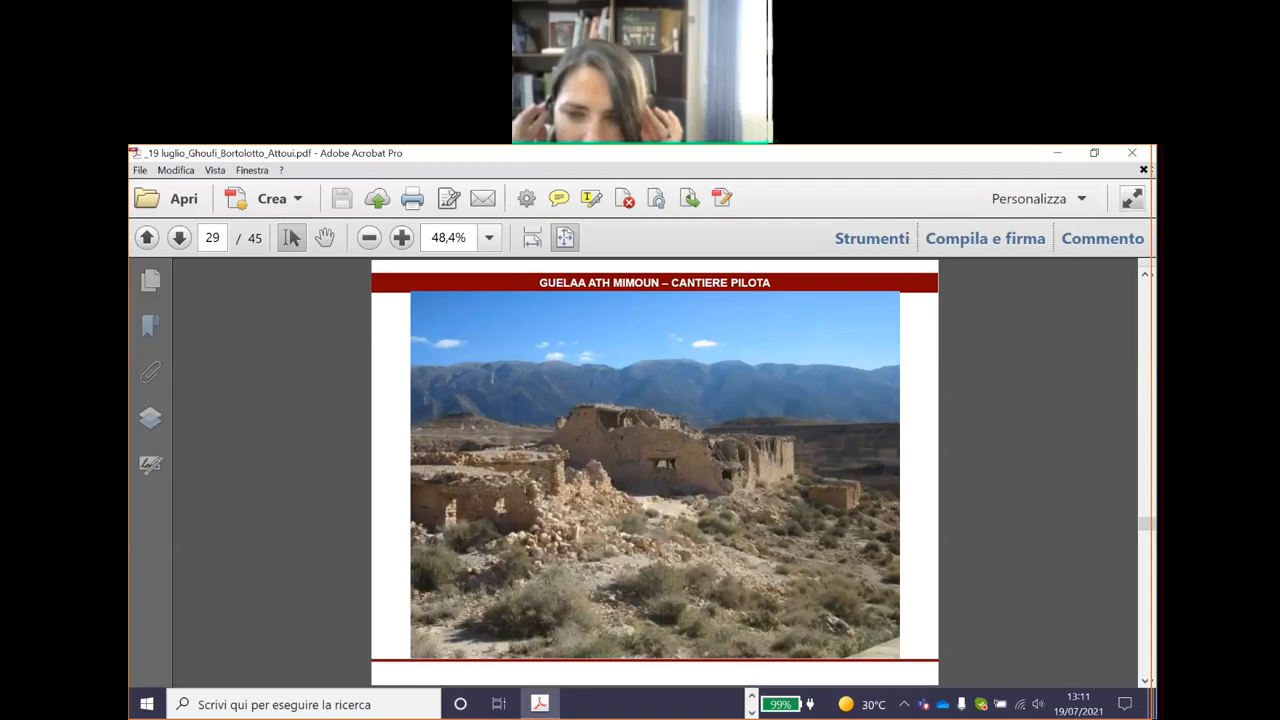 _19 luglio_Ghoufi_Bortolotto_Attoui.pdf - Adobe Acrobat Pro
File Modifica Vista Finestra ?
Apri Crea Personalizza
29 / 45 48,4% Strumenti Compila e firma Commento
GUELAA ATH MIMOUN – CANTIERE PILOTA
Scrivi qui per eseguire la ricerca 99% 30°C 13:11
19/07/2021